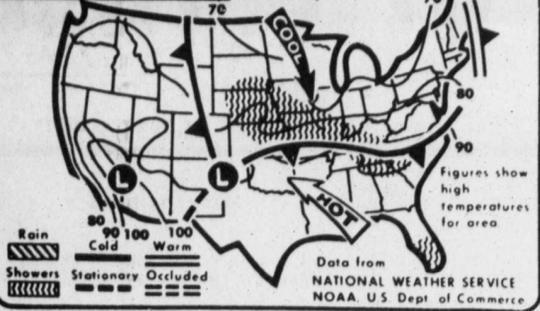 70
70
COOL
80
90
L
L
HOT
80
90
100
100
Figures show
high
temperatures
for area
Rain
Cold
Warm
Showers
Stationary
Occluded
Data from
NATIONAL WEATHER SERVICE
NOAA, U.S. Dept of Commerce